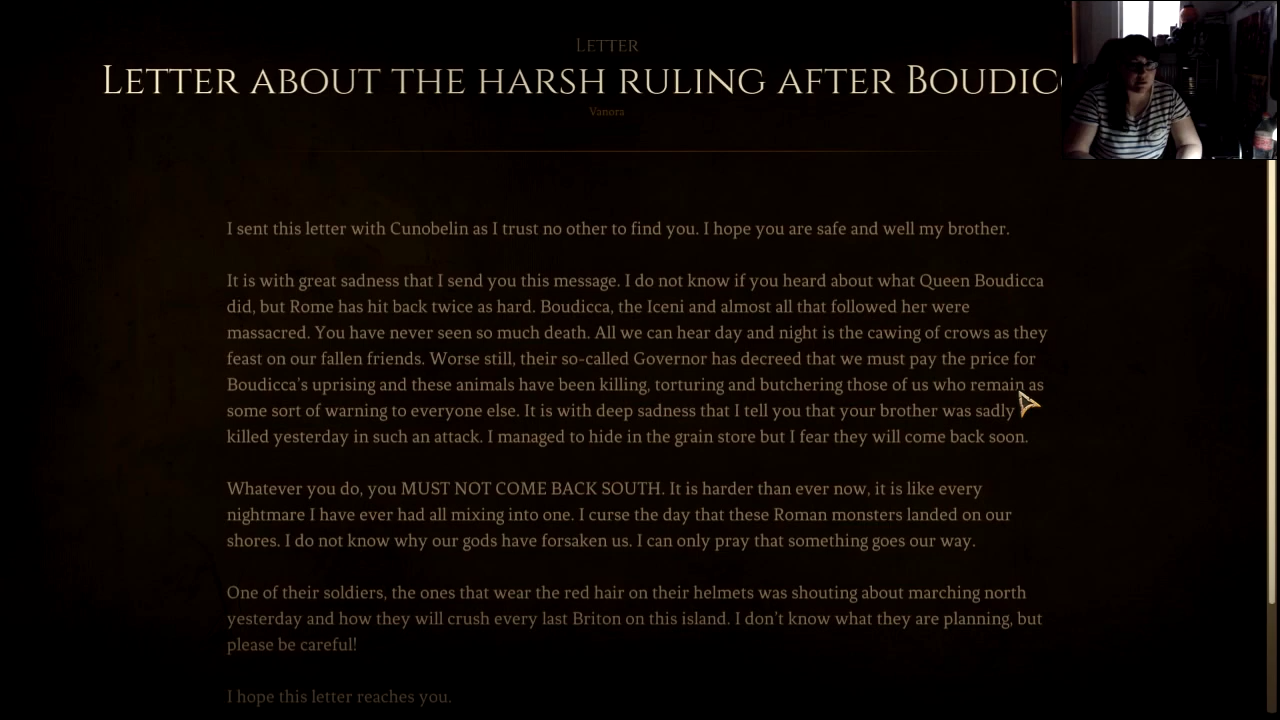 LETTER
LETTER ABOUT THE HARSH RULING AFTER
Vanora
I sent this letter with Cunobelin as I trust no other to find you. I hope you are safe and well my brother.
It is with great sadness that I send you this message. I do not know if you heard about what Queen Boudicca
did, but Rome has hit back twice as hard. Boudicca, the Iceni and almost all that followed her were
massacred. You have never seen so much death. All we can hear day and night is the cawing of crows as they
feast on our fallen friends. Worse still, their so-called Governor has decreed that we must pay the price for
Boudicca's uprising and these animals have been killing, torturing and butchering those of us who remain as
some sort of warning to everyone else. It is with deep sadness that I tell you that your brother was sadly
killed yesterday in such an attack. I managed to hide in the grain store but I fear they will come back soon.
Whatever you do, you MUST NOT COME BACK SOUTH. It is harder than ever now, it is like every
nightmare I have ever had all mixing into one. I curse the day that these Roman monsters landed on our
shores. I do not know why our gods have forsaken us. I can only pray that something goes our way.
One of their soldiers, the ones that wear the red hair on their helmets was shouting about marching north
yesterday and how they will crush every last Briton on this island. I don't know what they are planning, but
please be careful!
I hope this letter reaches you.